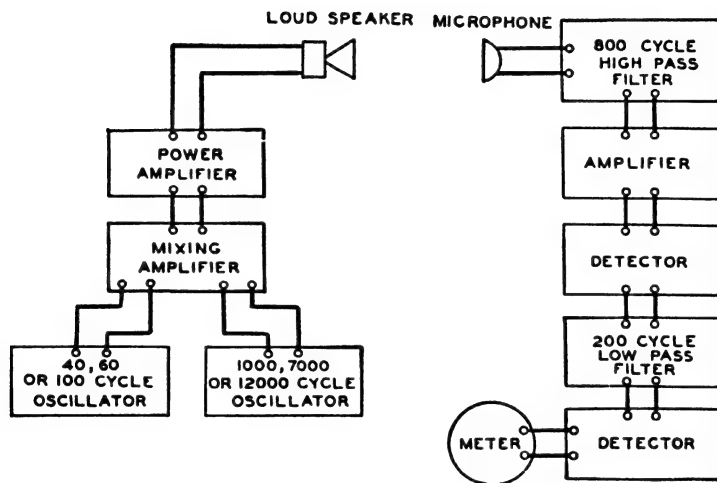 LOUD SPEAKER
MICROPHONE
800 CYCLE
HIGH PASS
FILTER
POWER
AMPLIFIER
AMPLIFIER
MIXING
AMPLIFIER
DETECTOR
40, 60
OR 100 CYCLE
OSCILLATOR
1000, 7000
OR 12000 CYCLE
OSCILLATOR
200 CYCLE
LOW PASS
FILTER
METER
DETECTOR